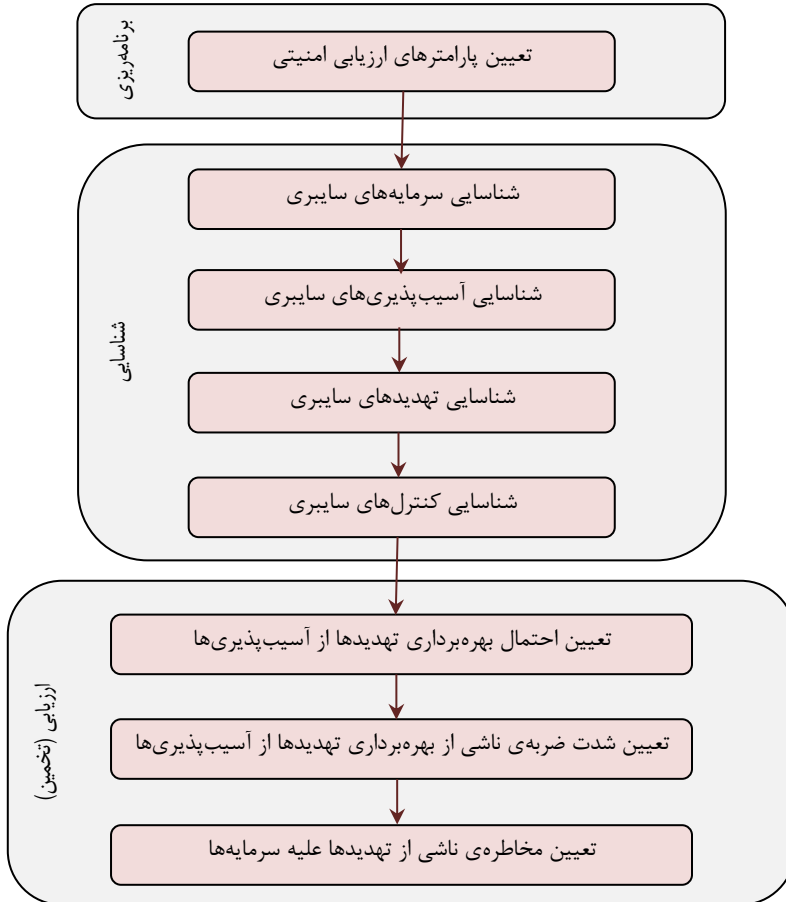 برنامه‌ریزی
تعیین پارامترهای ارزیابی امنیتی
شناسایی
شناسایی سرمایه‌های سایبری
شناسایی آسیب‌پذیری‌های سایبری
شناسایی تهدیدهای سایبری
شناسایی کنترل‌های سایبری
ارزیابی (تخمین)
تعیین احتمال بهره‌برداری تهدیدها از آسیب‌پذیری‌ها
تعیین شدت ضربه‌ی ناشی از بهره‌برداری تهدیدها از آسیب‌پذیری‌ها
تعیین مخاطره‌ی ناشی از تهدیدها علیه سرمایه‌ها